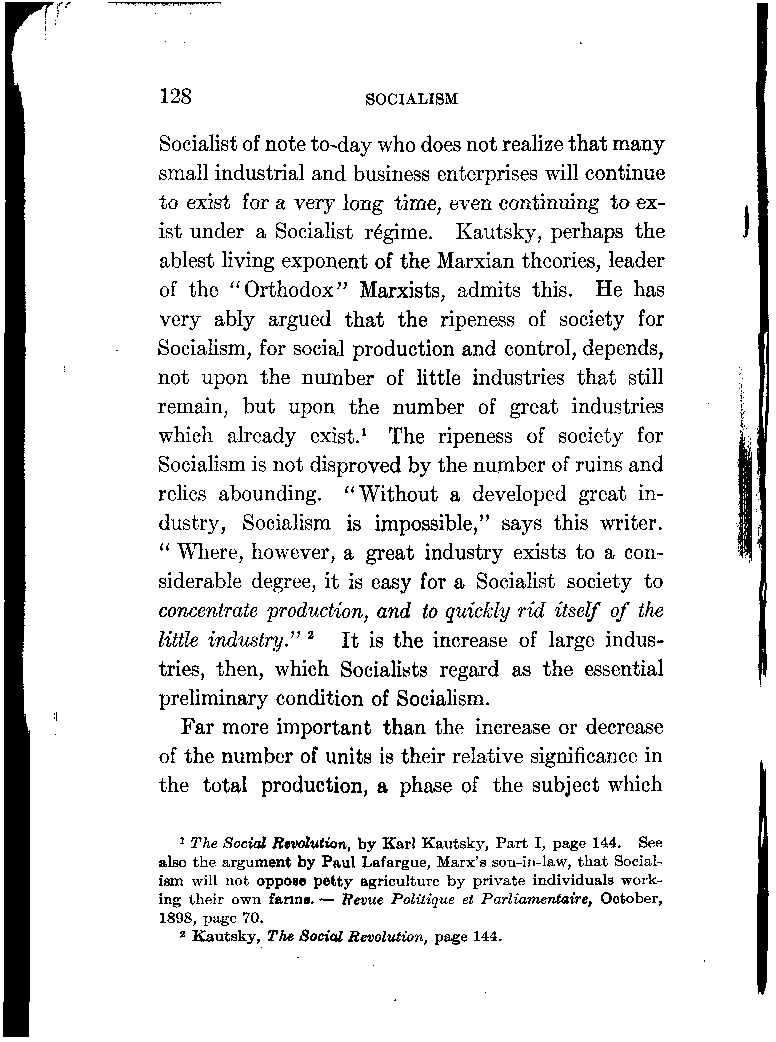 128 SOCIALISM
Socialist of note to-day who does not realize that many
small industrial and business enterprises will continue
to exist for a very long time, even continuing to ex-
ist under a Socialist régime. Kautsky, perhaps the
ablest living exponent of the Marxian theories, leader
of the "Orthodox" Marxists, admits this. He has
very ably argued that the ripeness of society for
Socialism, for social production and control, depends,
not upon the number of little industries that still
remain, but upon the number of great industries
which already exist.¹ The ripeness of society for
Socialism is not disproved by the number of ruins and
relics abounding. "Without a developed great in-
dustry, Socialism is impossible," says this writer.
"Where, however, a great industry exists to a con-
siderable degree, it is easy for a Socialist society to
concentrate production, and to quickly rid itself of the
little industry." ² It is the increase of large indus-
tries, then, which Socialists regard as the essential
preliminary condition of Socialism.
Far more important than the increase or decrease
of the number of units is their relative significance in
the total production, a phase of the subject which
¹ The Social Revolution, by Karl Kautsky, Part I, page 144. See
also the argument by Paul Lafargue, Marx's son-in-law, that Social-
ism will not oppose petty agriculture by private individuals work-
ing their own farms. — Revue Politique et Parliamentaire, October,
1898, page 70.
² Kautsky, The Social Revolution, page 144.